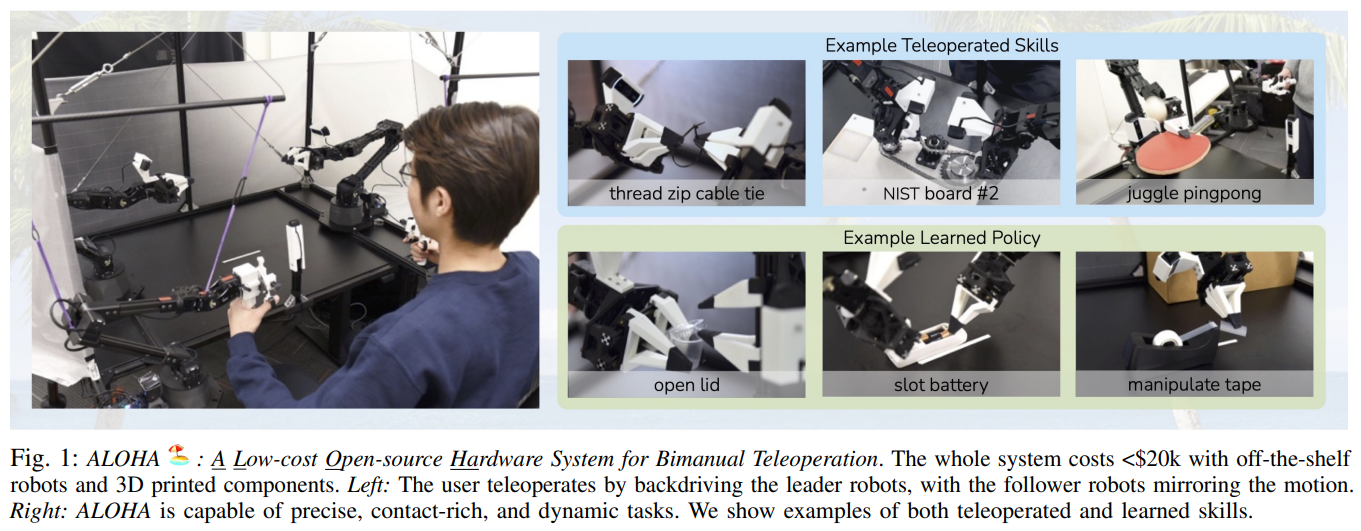 Example Teleoperated Skills
thread zip cable tie
NIST board #2
juggle pingpong
Example Learned Policy
open lid
slot battery
manipulate tape
Fig. 1: ALOHA 🏖️ : A Low-cost Open-source Hardware System for Bimanual Teleoperation. The whole system costs <$20k with off-the-shelf
robots and 3D printed components. Left: The user teleoperates by backdriving the leader robots, with the follower robots mirroring the motion.
Right: ALOHA is capable of precise, contact-rich, and dynamic tasks. We show examples of both teleoperated and learned skills.